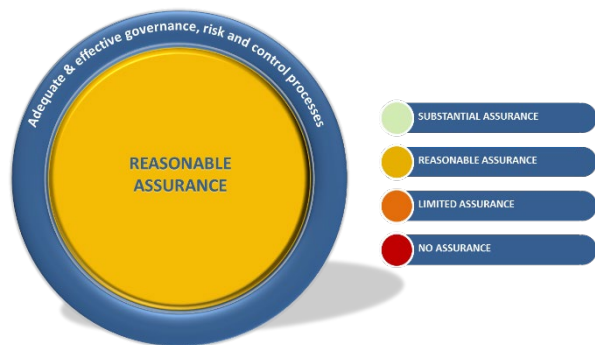 Adequate & effective governance, risk and control processes
REASONABLE
ASSURANCE
SUBSTANTIAL ASSURANCE
REASONABLE ASSURANCE
LIMITED ASSURANCE
NO ASSURANCE